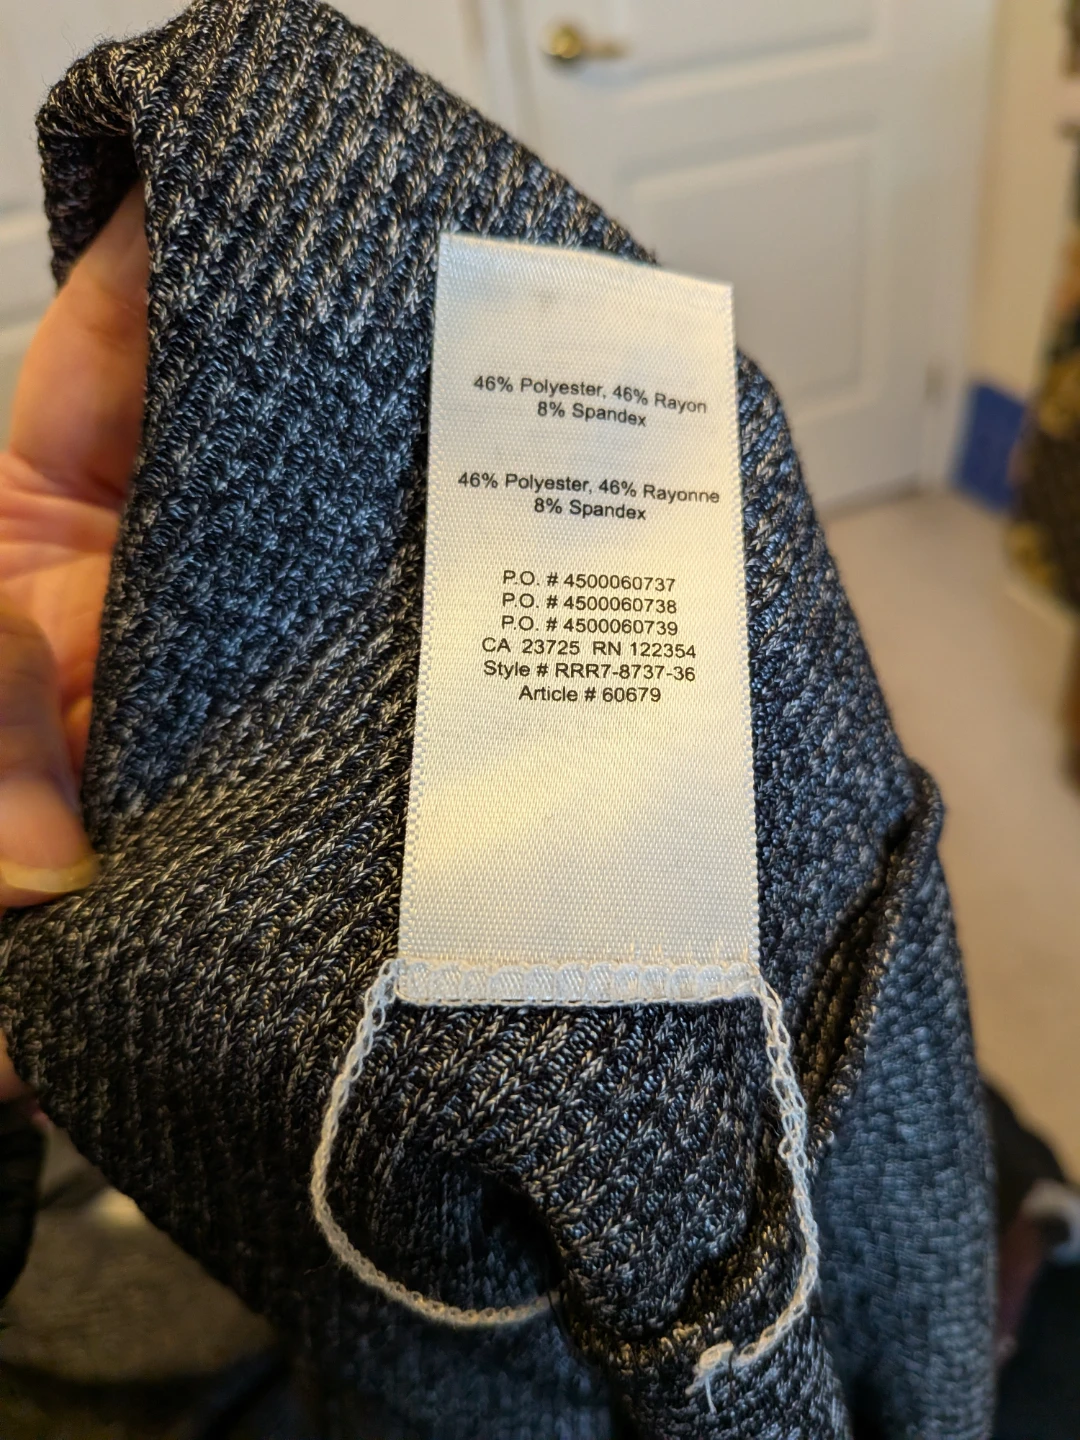 46% Polyester, 46% Rayon
8% Spandex
46% Polyester, 46% Rayonne
8% Spandex
P.O. # 4500060737
P.O. # 4500060738
P.O. # 4500060739
CA 23725 RN 122354
Style # RRR7-8737-36
Article # 60679